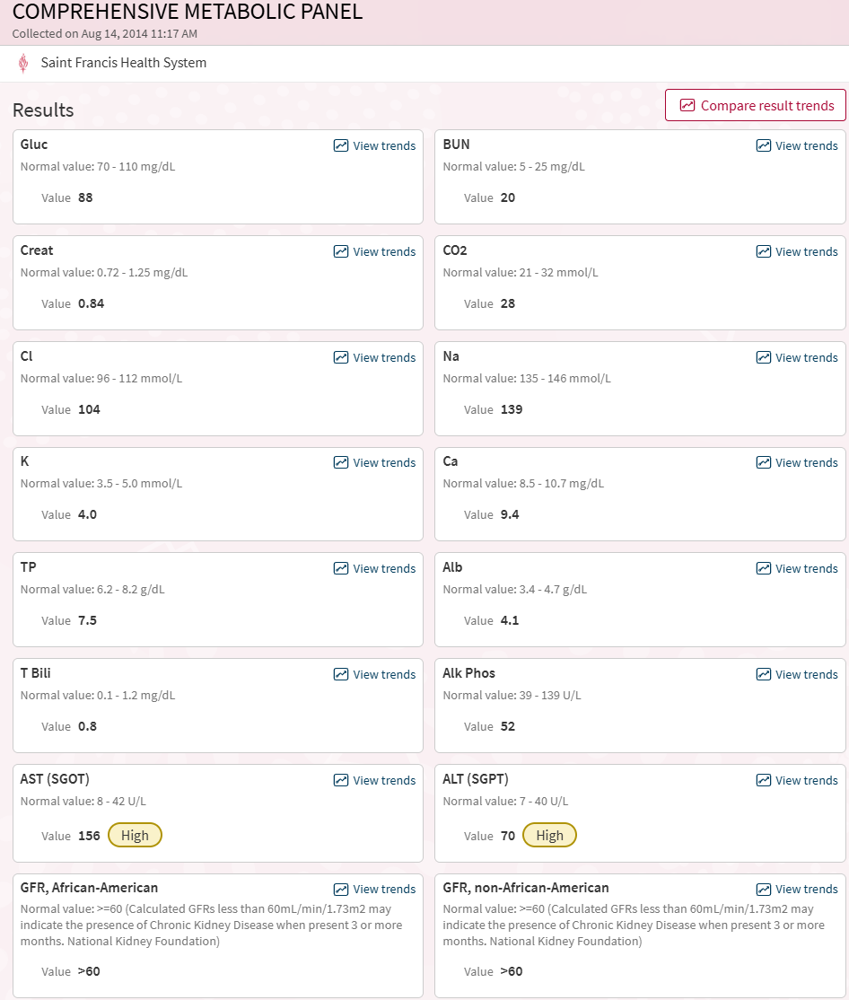 COMPREHENSIVE METABOLIC PANEL
Collected on Aug 14, 2014 11:17 AM
Saint Francis Health System
Results
Compare result trends
Gluc
View trends
Normal value: 70 - 110 mg/dL
Value 88
BUN
View trends
Normal value: 5 - 25 mg/dL
Value 20
Creat
View trends
Normal value: 0.72 - 1.25 mg/dL
Value 0.84
CO2
View trends
Normal value: 21 - 32 mmol/L
Value 28
Cl
View trends
Normal value: 96 - 112 mmol/L
Value 104
Na
View trends
Normal value: 135 - 146 mmol/L
Value 139
K
View trends
Normal value: 3.5 - 5.0 mmol/L
Value 4.0
Ca
View trends
Normal value: 8.5 - 10.7 mg/dL
Value 9.4
TP
View trends
Normal value: 6.2 - 8.2 g/dL
Value 7.5
Alb
View trends
Normal value: 3.4 - 4.7 g/dL
Value 4.1
T Bili
View trends
Normal value: 0.1 - 1.2 mg/dL
Value 0.8
Alk Phos
View trends
Normal value: 39 - 139 U/L
Value 52
AST (SGOT)
View trends
Normal value: 8 - 42 U/L
Value 156 High
ALT (SGPT)
View trends
Normal value: 7 - 40 U/L
Value 70 High
GFR, African-American
View trends
Normal value: >=60 (Calculated GFRs less than 60mL/min/1.73m2 may
indicate the presence of Chronic Kidney Disease when present 3 or more
months. National Kidney Foundation)
Value >60
GFR, non-African-American
View trends
Normal value: >=60 (Calculated GFRs less than 60mL/min/1.73m2 may
indicate the presence of Chronic Kidney Disease when present 3 or more
months. National Kidney Foundation)
Value >60